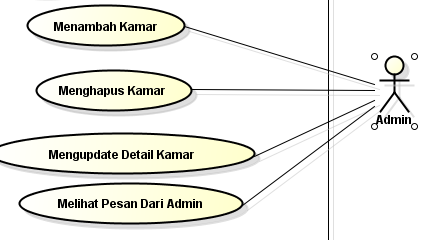 Menambah Kamar
Menghapus Kamar
Admin
Mengupdate Detail Kamar
Melihat Pesan Dari Admin